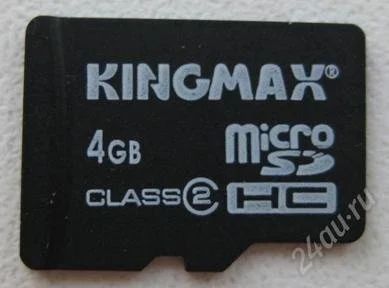 KINGMAX®
4GB
micro
SD
CLASS 2 HC
24au.ru